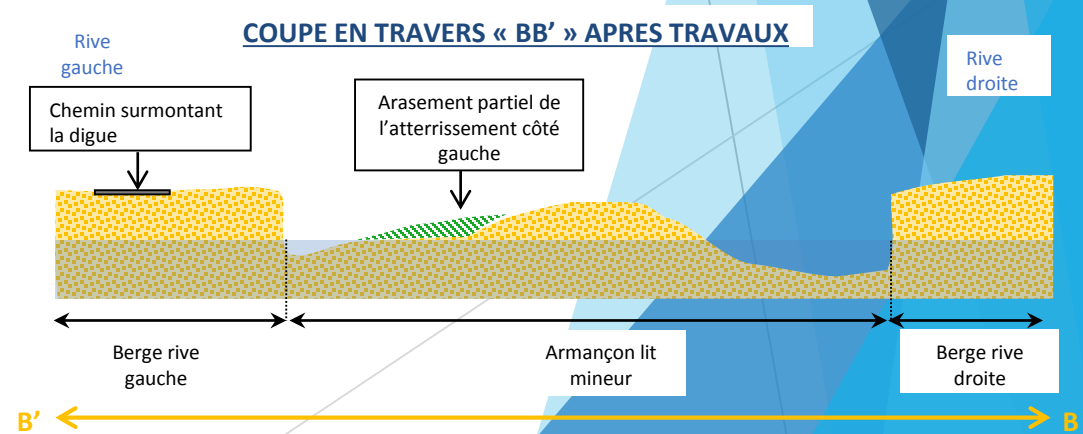 COUPE EN TRAVERS « BB’ » APRES TRAVAUX
Rive
gauche
Rive
droite
Chemin surmontant
la digue
Arasement partiel de
l’atterrissement côté
gauche
Berge rive
gauche
Armançon lit
mineur
Berge rive
droite
B’
B